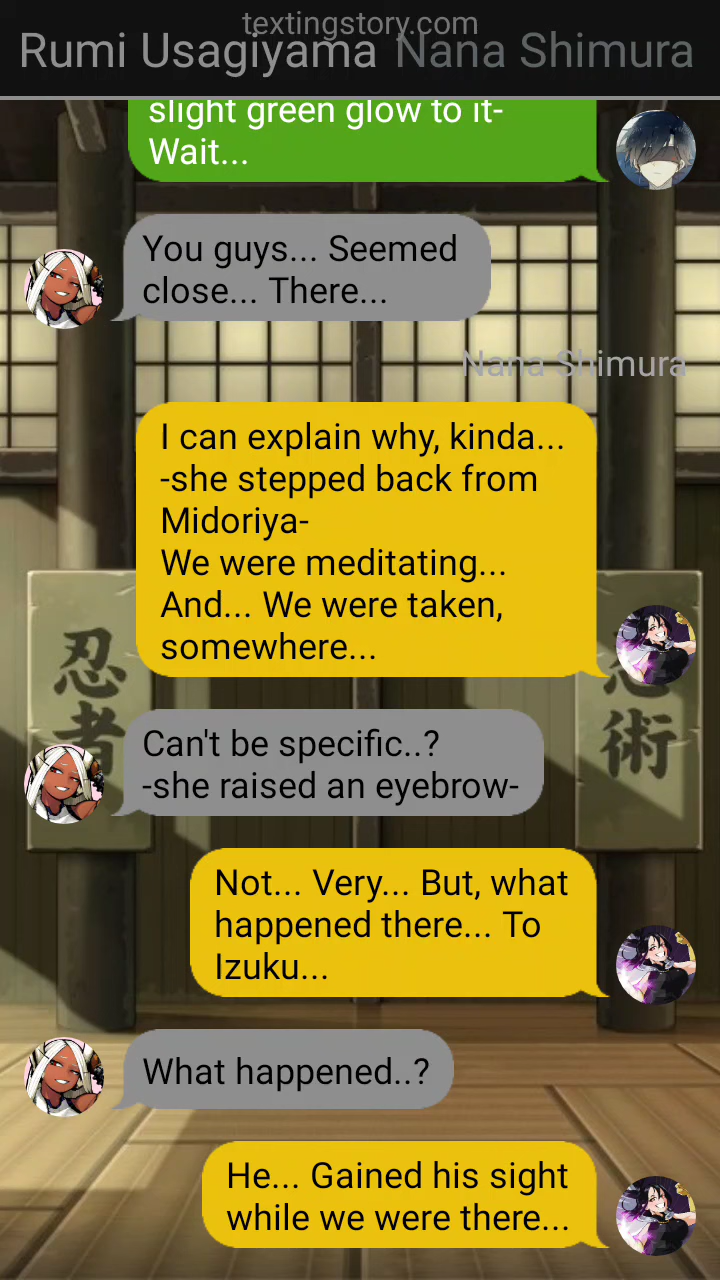 textingstory.com
Rumi Usagiyama Nana Shimura
slight green glow to it-
Wait...
You guys... Seemed
close... There...
Nana Shimura
I can explain why, kinda...
-she stepped back from
Midoriya-
We were meditating...
And... We were taken,
somewhere...
忍者
忍術
Can't be specific..?
-she raised an eyebrow-
Not... Very... But, what
happened there... To
Izuku...
What happened..?
He... Gained his sight
while we were there...